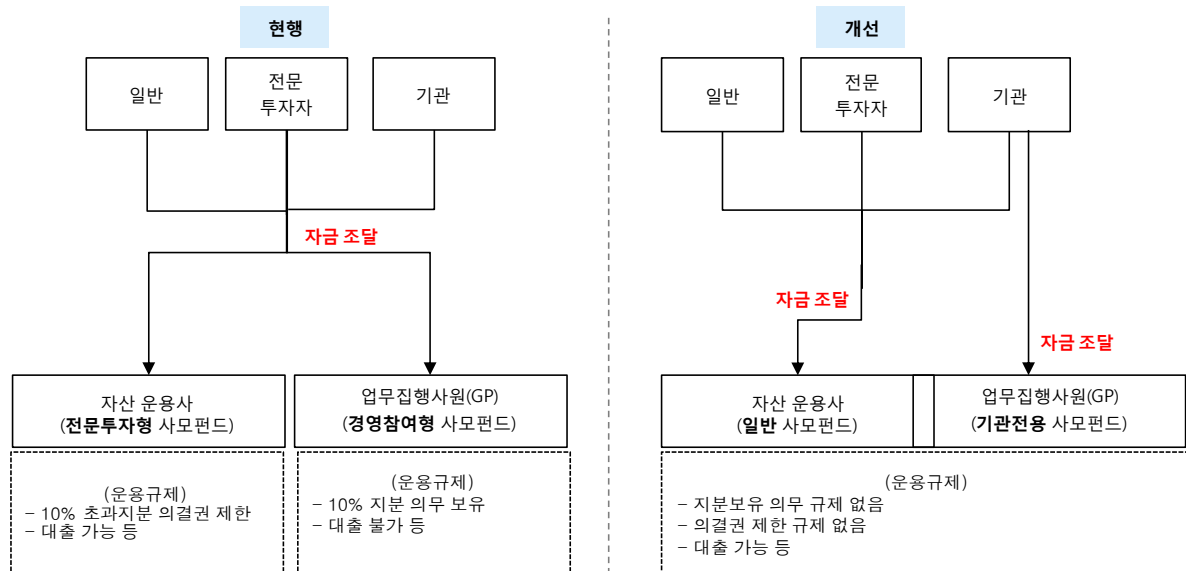 현행
일반
전문
투자자
기관
자금 조달
자산 운용사
(전문투자형 사모펀드)
업무집행사원(GP)
(경영참여형 사모펀드)
(운용규제)
– 10% 초과지분 의결권 제한
– 대출 가능 등
(운용규제)
– 10% 지분 의무 보유
– 대출 불가 등
개선
일반
전문
투자자
기관
자금 조달
자금 조달
자산 운용사
(일반 사모펀드)
업무집행사원(GP)
(기관전용 사모펀드)
(운용규제)
– 지분보유 의무 규제 없음
– 의결권 제한 규제 없음
– 대출 가능 등